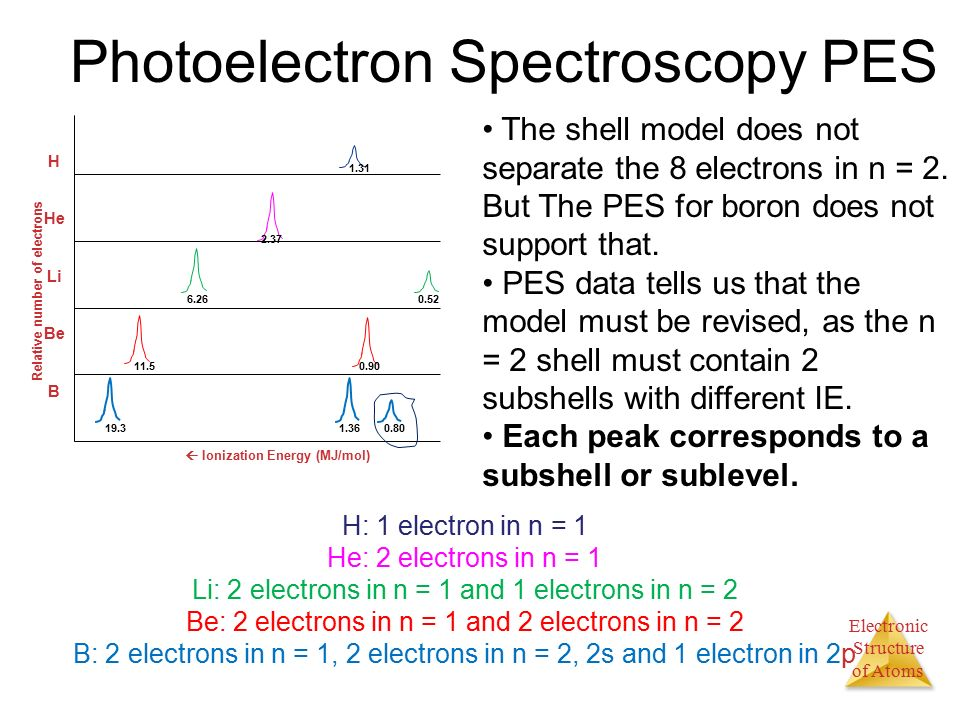 Photoelectron Spectroscopy PES
Relative number of electrons
H
1.31
He
2.37
Li
6.26 0.52
Be
11.5 0.90
B
19.3 1.36 0.80
← Ionization Energy (MJ/mol)
• The shell model does not
separate the 8 electrons in n = 2.
But The PES for boron does not
support that.
• PES data tells us that the
model must be revised, as the n
= 2 shell must contain 2
subshells with different IE.
• Each peak corresponds to a
subshell or sublevel.
H: 1 electron in n = 1
He: 2 electrons in n = 1
Li: 2 electrons in n = 1 and 1 electrons in n = 2
Be: 2 electrons in n = 1 and 2 electrons in n = 2
B: 2 electrons in n = 1, 2 electrons in n = 2, 2s and 1 electron in 2p
Electronic
Structure
of Atoms